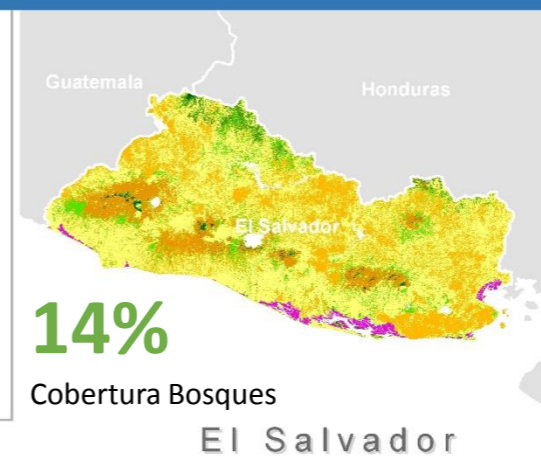 Guatemala
Honduras
El Salvador
14%
Cobertura Bosques
El Salvador